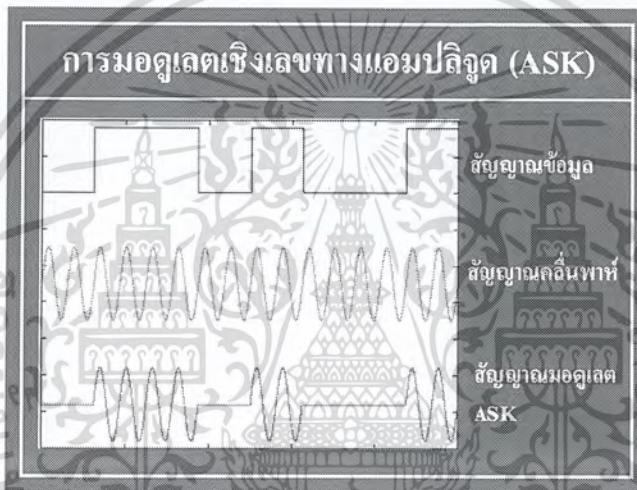 การมอดูเลตเชิงเลขทางแอมปลิจูด (ASK)
สัญญาณข้อมูล
สัญญาณคลื่นพาห์
สัญญาณมอดูเลต
ASK